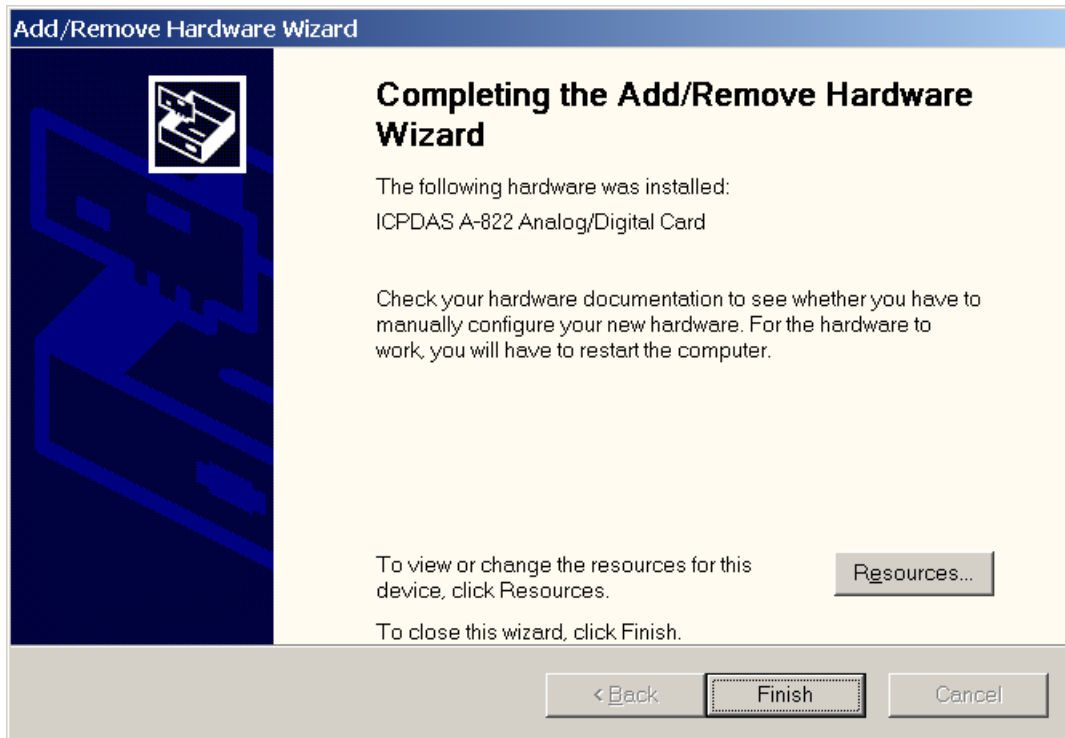 Add/Remove Hardware Wizard
Completing the Add/Remove Hardware
Wizard
The following hardware was installed:
ICPDAS A-822 Analog/Digital Card
Check your hardware documentation to see whether you have to
manually configure your new hardware. For the hardware to
work, you will have to restart the computer.
To view or change the resources for this
device, click Resources.
Resources...
To close this wizard, click Finish.
< Back
Finish
Cancel